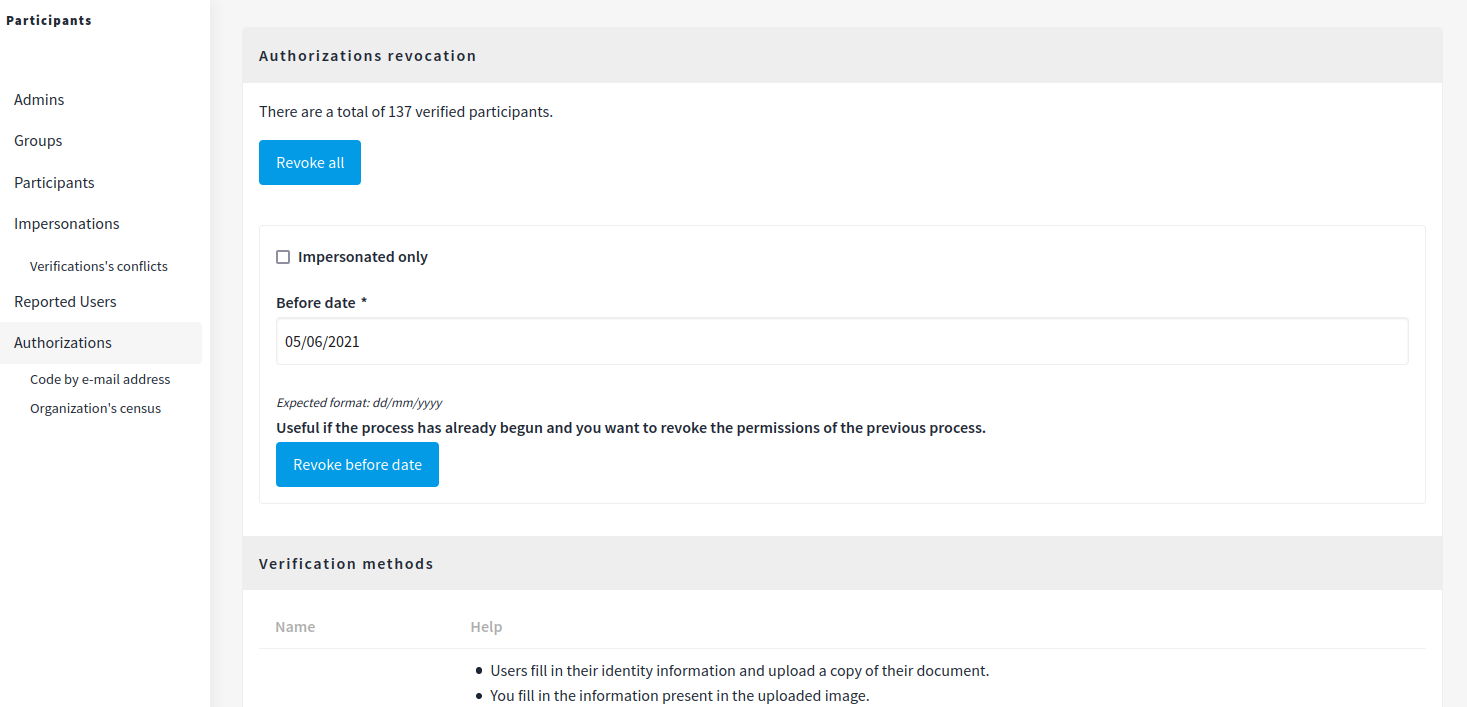 Participants
Admins
Groups
Participants
Impersonations
Verifications's conflicts
Reported Users
Authorizations
Code by e-mail address
Organization's census
Authorizations revocation
There are a total of 137 verified participants.
Revoke all
Impersonated only
Before date *
05/06/2021
Expected format: dd/mm/yyyy
Useful if the process has already begun and you want to revoke the permissions of the previous process.
Revoke before date
Verification methods
Name Help
• Users fill in their identity information and upload a copy of their document.
• You fill in the information present in the uploaded image.